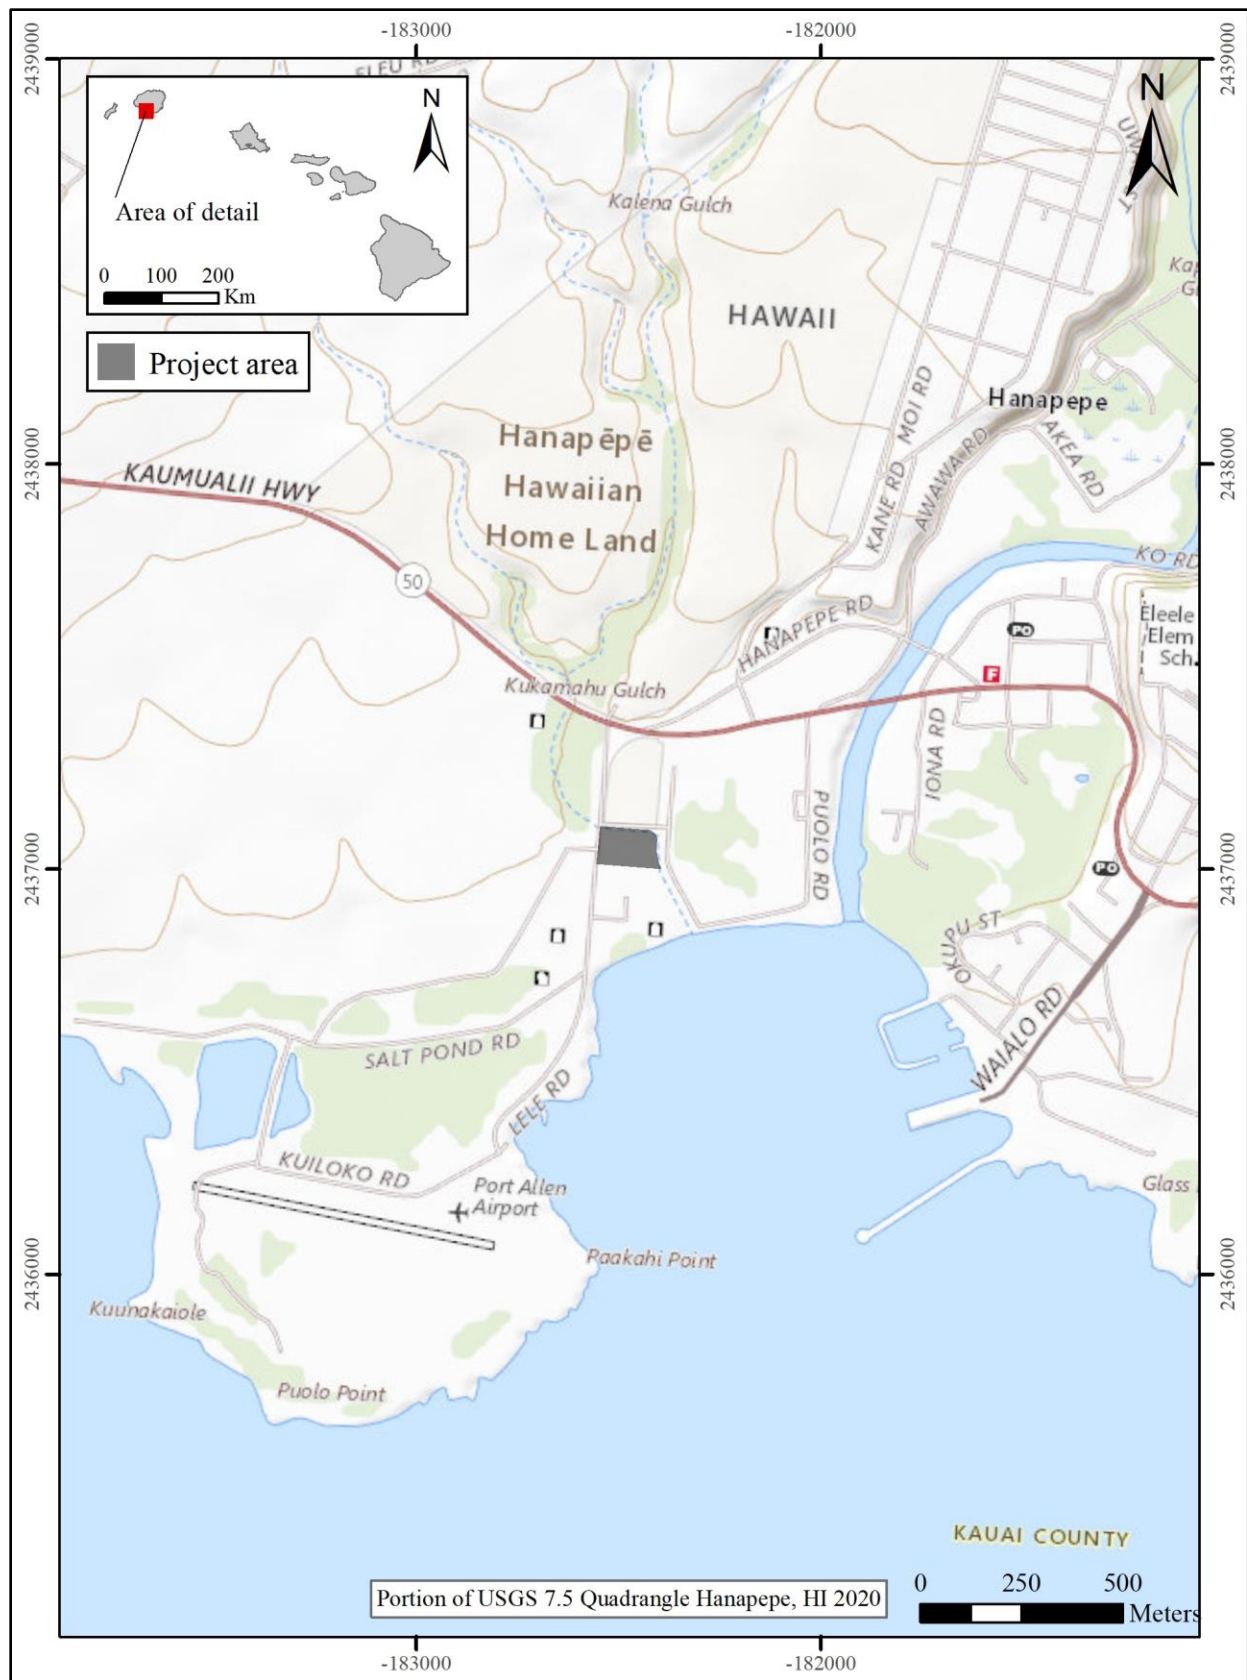 -183000
-182000
2439000
2439000
ELEU RD
N
Area of detail
0 100 200
Km
Project area
N
Kalena Gulch
HAWAII
MOI RD
Hanapepe
Hanapēpē
Hawaiian
Home Land
KANE RD
AWAWA RD
AKEA RD
2438000
2438000
KAUMUALII HWY
50
KO RD
HANAPEPE RD
PO
Eleele
Elem
Sch.
F
Kukamahu Gulch
IONA RD
PUOLO RD
2437000
2437000
PO
OKUPU ST
WAIALO RD
SALT POND RD
LELE RD
KUILOKO RD
Port Allen
Airport
Glass
Paakahi Point
2436000
2436000
Kuunakaiole
Puolo Point
KAUAI COUNTY
Portion of USGS 7.5 Quadrangle Hanapepe, HI 2020
0 250 500
Meters
-183000
-182000